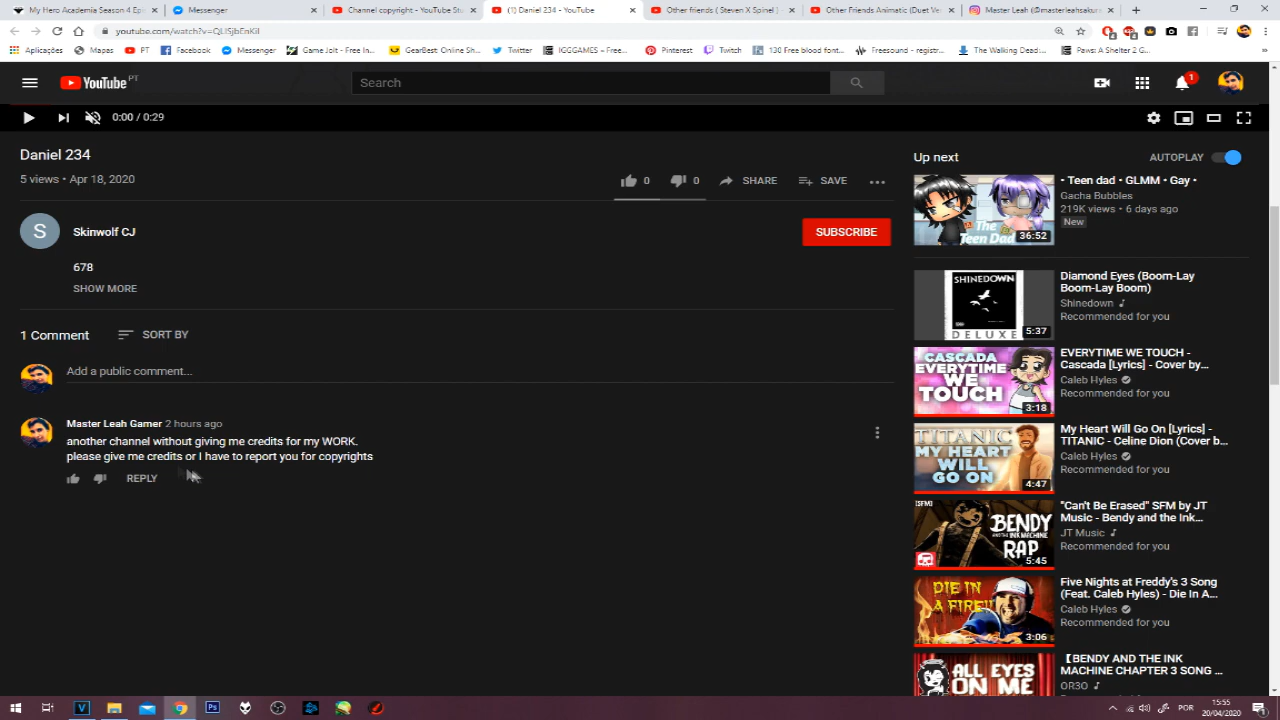 My Hero Academia Season 4 Epi
Messenger
Channel copyright - YouTube Stu
(1) Daniel 234 - YouTube
Other friends ( Steven X Spinel )
Other Friends Animatic (Duet Ve
Master Leah (@masterleahsaku
youtube.com/watch?v=QLlSjbEnKiI
Aplicações
Mapas
PT
Facebook
Messenger
Game Jolt - Free In...
Gearbest Online Sh...
Twitter
IGGGAMES – Free...
Pinterest
Twitch
130 Free blood font...
Freesound - registr...
The Walking Dead:...
Paws: A Shelter 2 G...
YouTube PT
Search
1
0:00 / 0:29
Daniel 234
5 views • Apr 18, 2020
0
0
SHARE
SAVE
S
Skinwolf CJ
SUBSCRIBE
678
SHOW MORE
1 Comment
SORT BY
Add a public comment...
Master Leah Gamer 2 hours ago
another channel without giving me credits for my WORK.
please give me credits or I have to report you for copyrights
REPLY
Up next
AUTOPLAY
The
Teen Dad
36:52
• Teen dad • GLMM • Gay •
Gacha Bubbles
219K views • 6 days ago
New
SHINEDOWN
DELUXE
5:37
Diamond Eyes (Boom-Lay
Boom-Lay Boom)
Shinedown
Recommended for you
CASCADA
EVERYTIME
WE
TOUCH
3:18
EVERYTIME WE TOUCH -
Cascada [Lyrics] - Cover by...
Caleb Hyles
Recommended for you
TITANIC
MY HEART
WILL
GO ON
4:47
My Heart Will Go On [Lyrics] -
TITANIC - Celine Dion (Cover b...
Caleb Hyles
Recommended for you
[SFM]
BENDY
AND THE INK MACHINE
RAP
5:45
"Can't Be Erased" SFM by JT
Music - Bendy and the Ink...
JT Music
Recommended for you
DIE IN
A FIRE!!
3:06
Five Nights at Freddy's 3 Song
(Feat. Caleb Hyles) - Die In A...
Caleb Hyles
Recommended for you
ALL EYES
ON ME
【BENDY AND THE INK
MACHINE CHAPTER 3 SONG ...
OR3O
Recommended for you
POR
15:55
20/04/2020
1